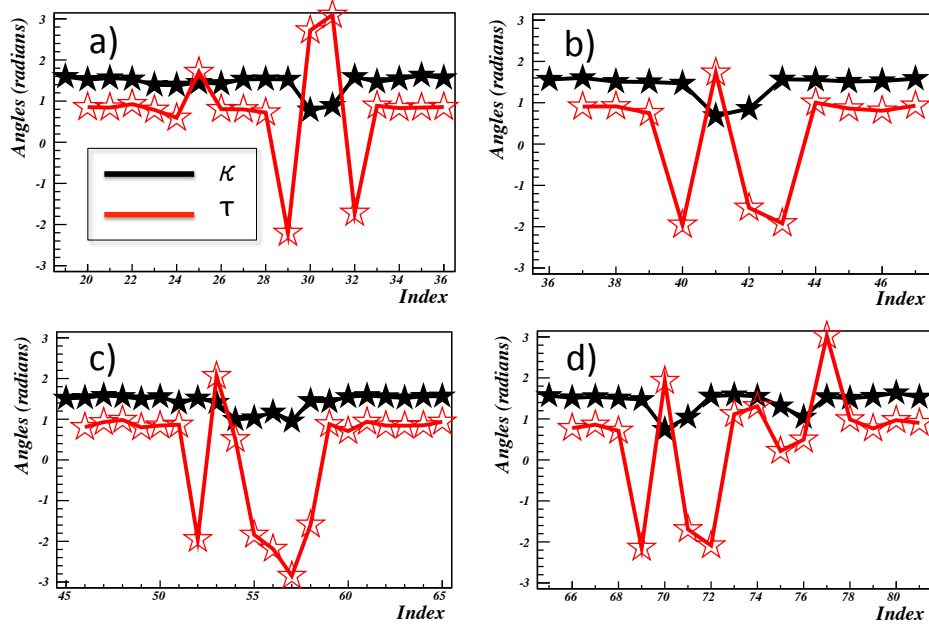 a)
Angles (radians)
3
2
1
0
-1
-2
-3
κ
τ
20 22 24 26 28 30 32 34 36
Index
b)
Angles (radians)
3
2
1
0
-1
-2
-3
36 38 40 42 44 46
Index
c)
Angles (radians)
3
2
1
0
-1
-2
-3
45 50 55 60 65
Index
d)
Angles (radians)
3
2
1
0
-1
-2
-3
66 68 70 72 74 76 78 80
Index